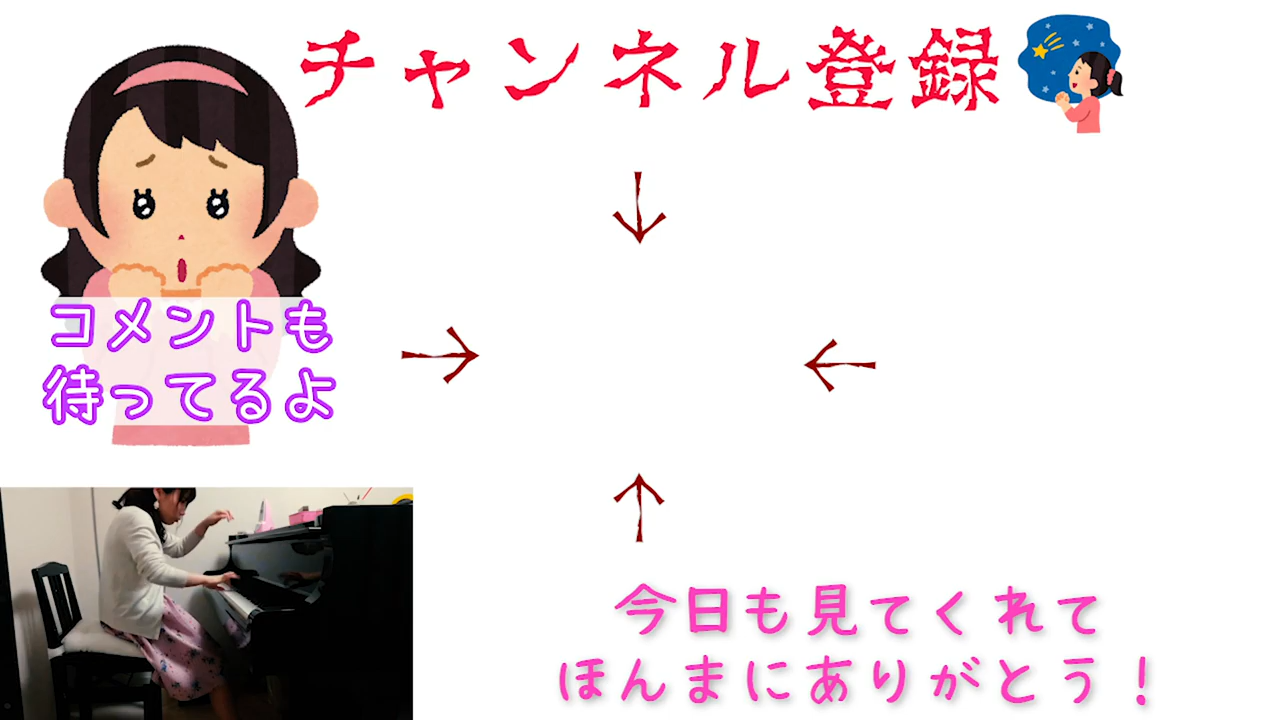 チャンネル登録
コメントも
待ってるよ
今日も見てくれて
ほんまにありがとう！